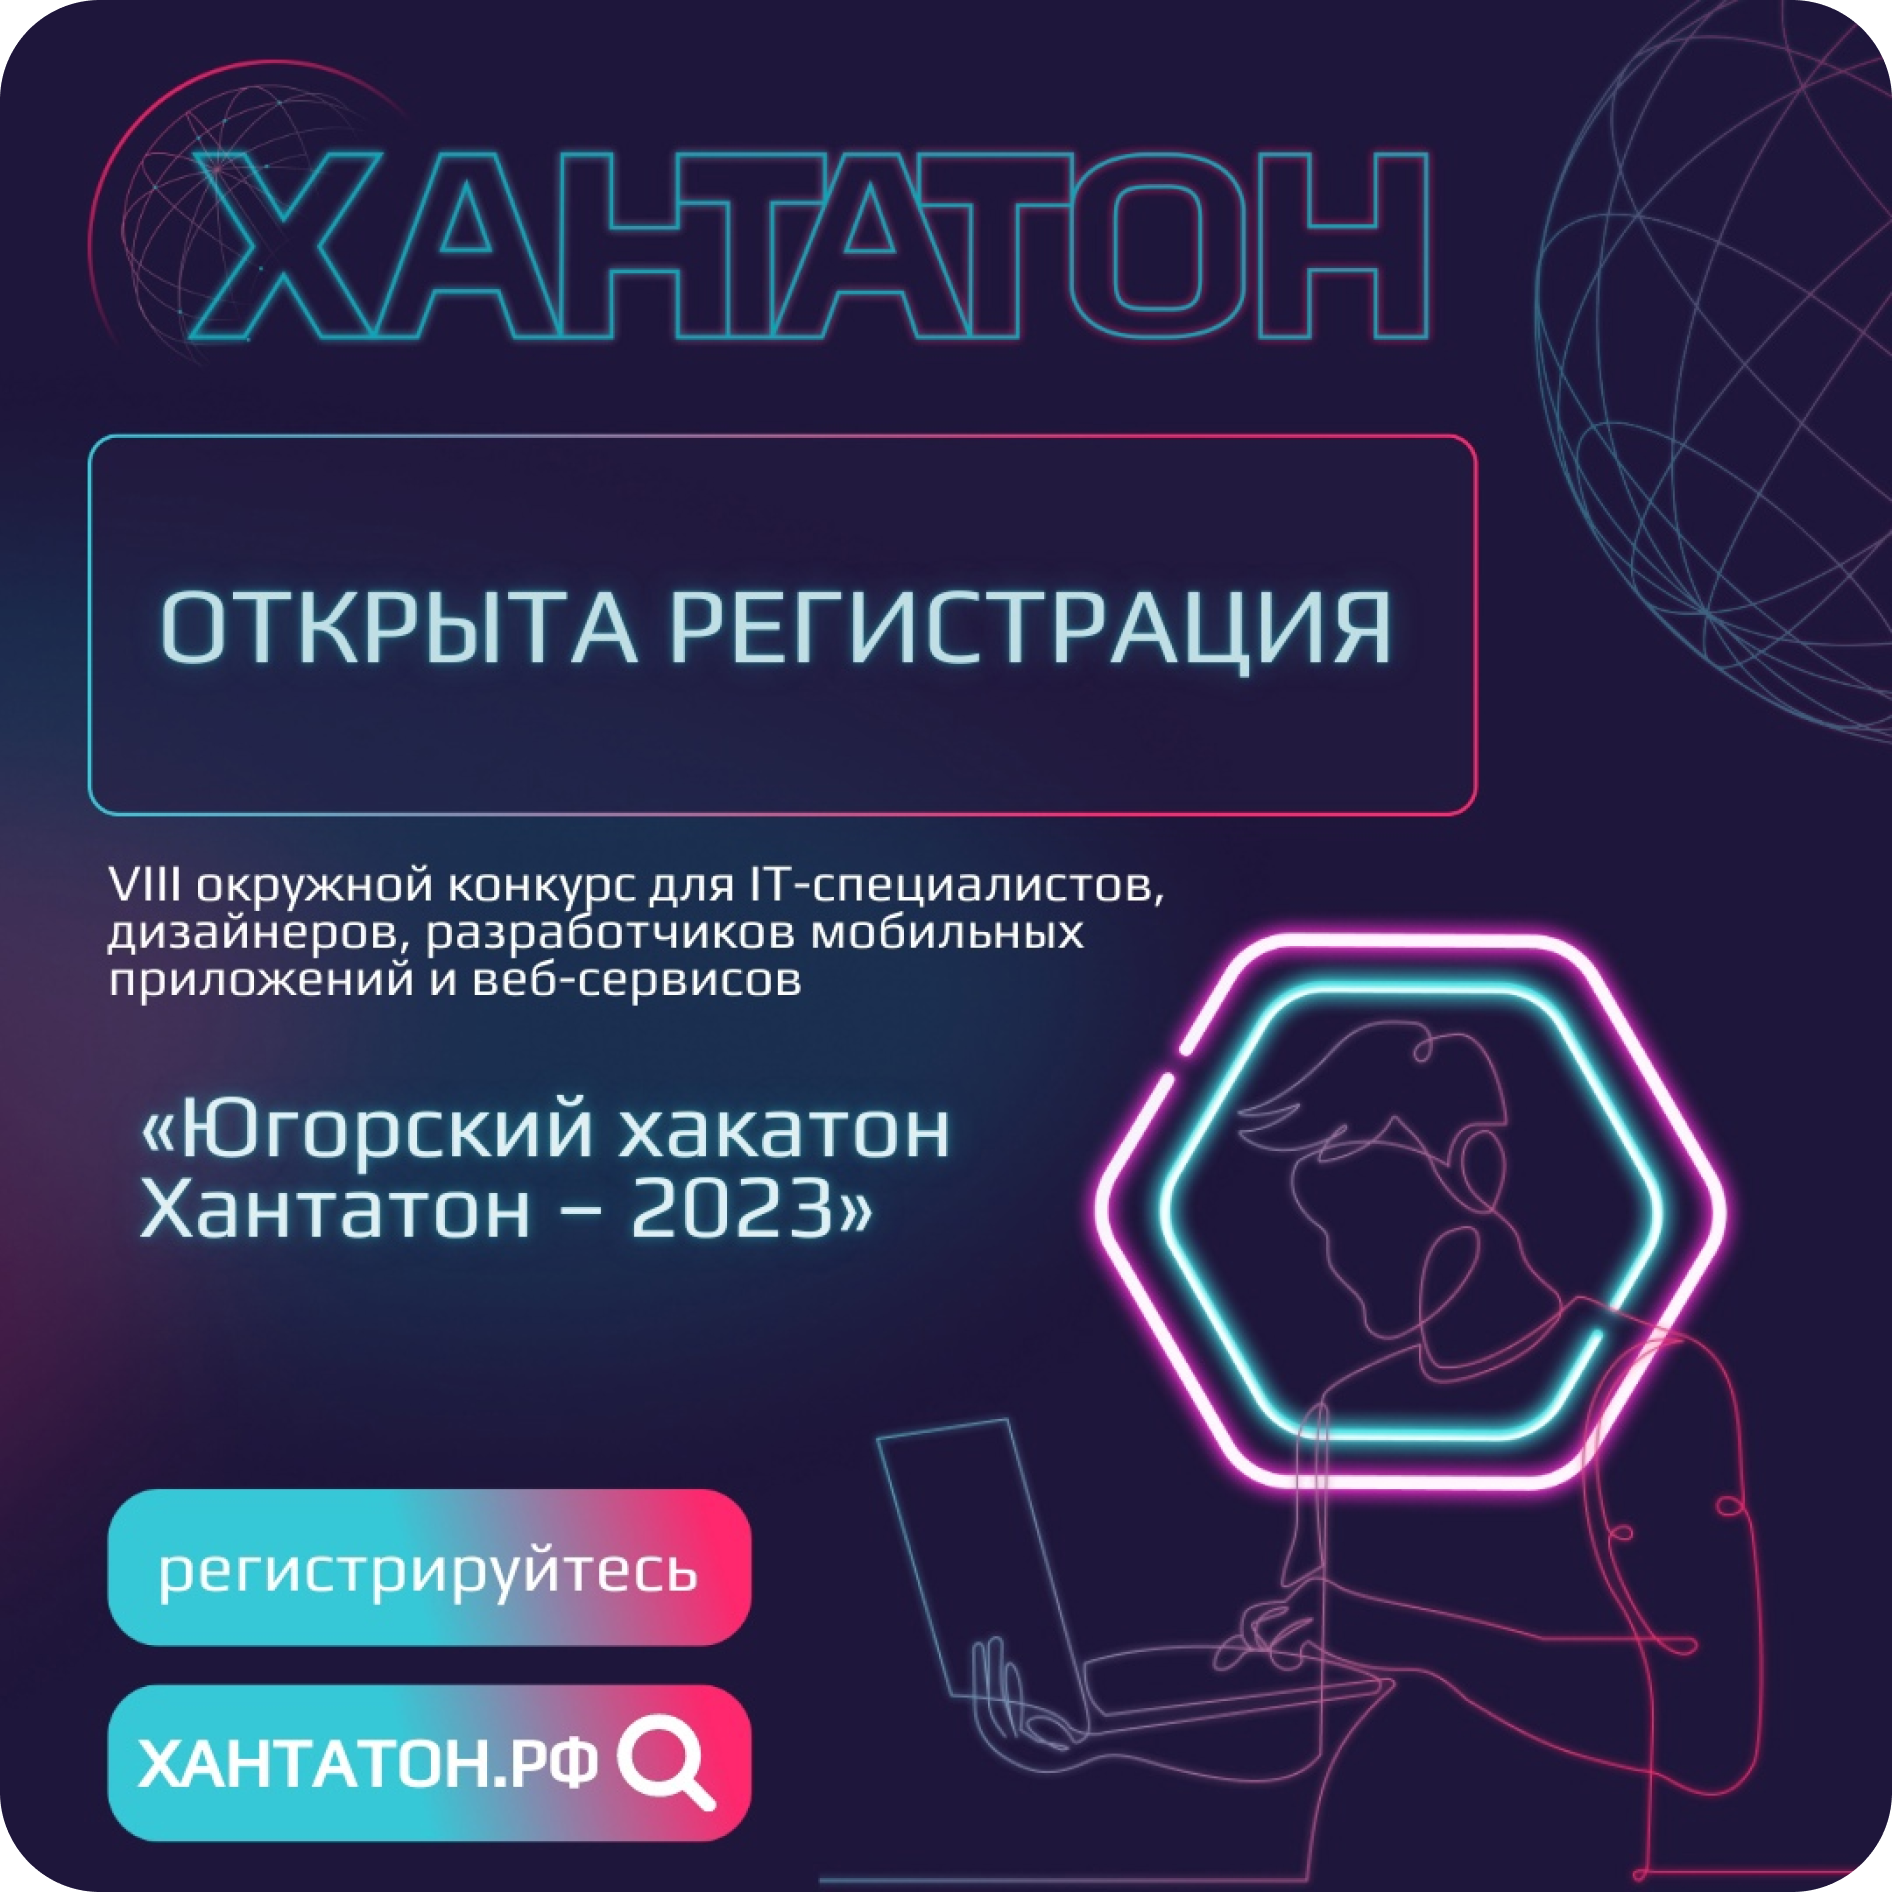 ХАНТАТОН
ОТКРЫТА РЕГИСТРАЦИЯ
VIII окружной конкурс для IT-специалистов,
дизайнеров, разработчиков мобильных
приложений и веб-сервисов
«Югорский хакатон
Хантатон – 2023»
регистрируйтесь
ХАНТАТОН.РФ